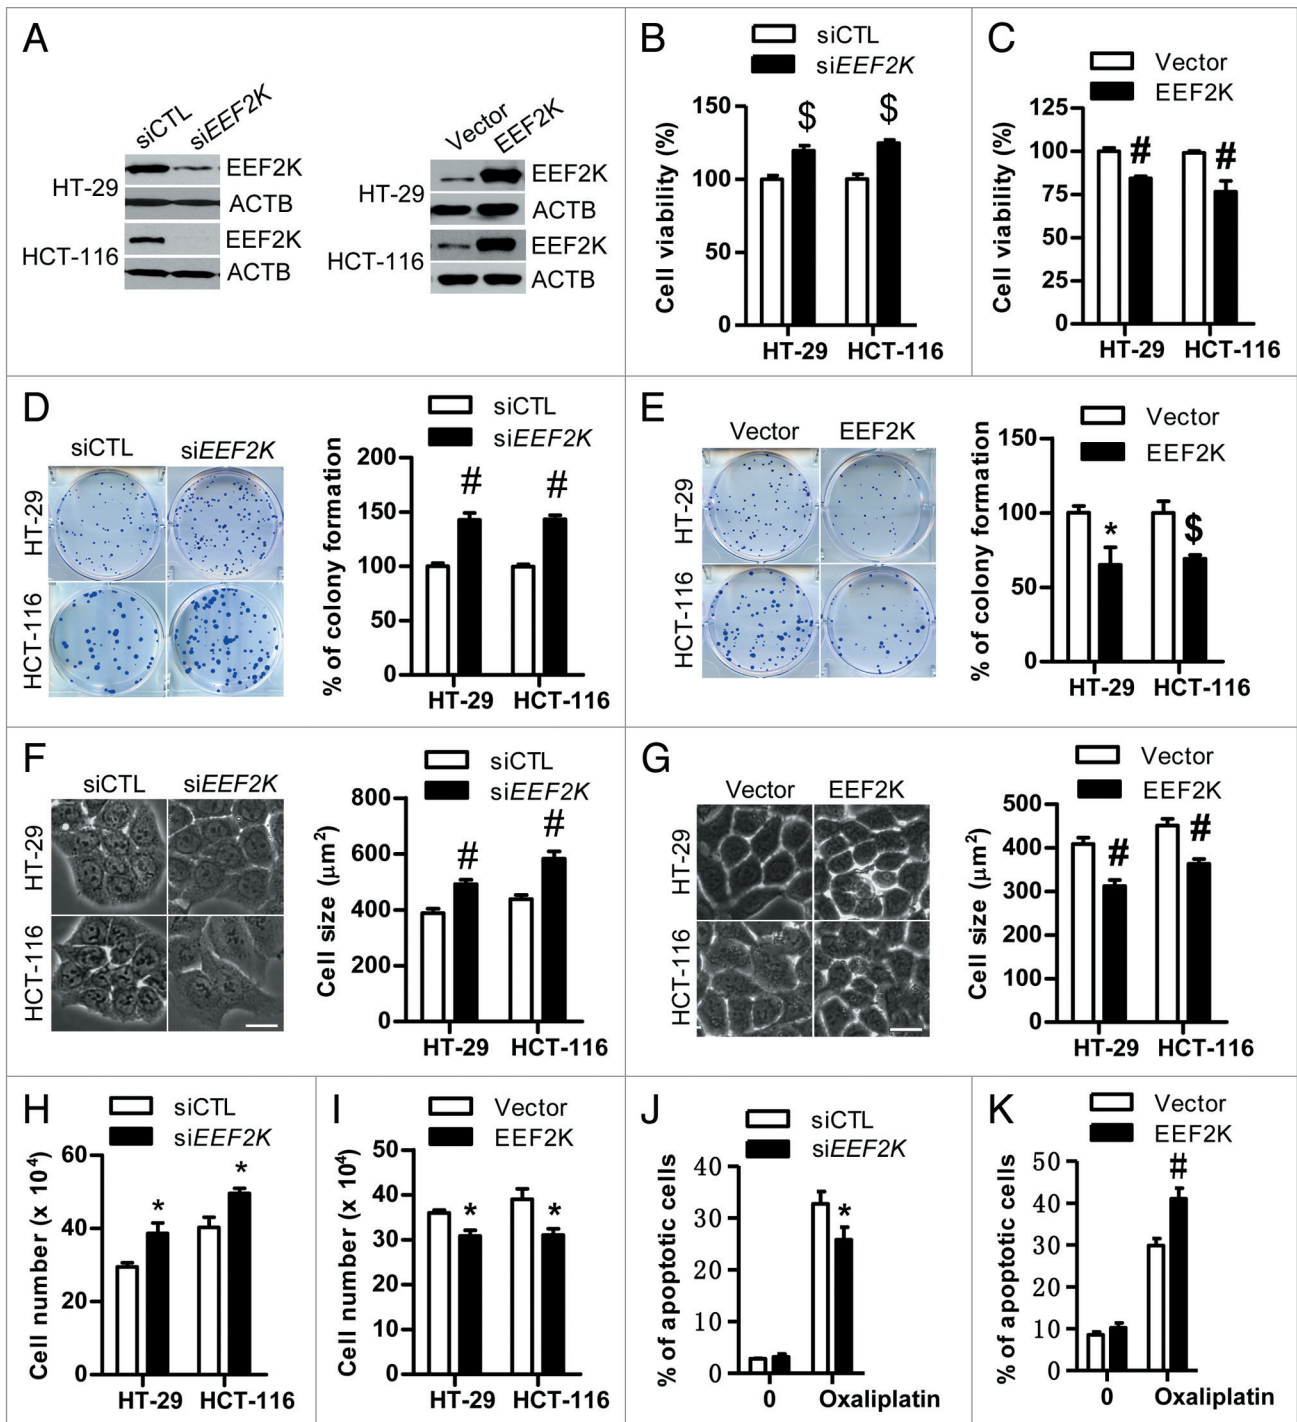 A
siCTL
siEEF2K
HT-29
EEF2K
ACTB
HCT-116
EEF2K
ACTB
Vector
EEF2K
HT-29
EEF2K
ACTB
HCT-116
EEF2K
ACTB
B
siCTL
siEEF2K
Cell viability (%)
150
100
50
0
$
$
HT-29
HCT-116
C
Vector
EEF2K
Cell viability (%)
125
100
75
50
25
0
#
#
HT-29
HCT-116
D
siCTL
siEEF2K
HT-29
HCT-116
siCTL
siEEF2K
% of colony formation
200
150
100
50
0
#
#
HT-29
HCT-116
E
Vector
EEF2K
HT-29
HCT-116
Vector
EEF2K
% of colony formation
150
100
50
0
*
$
HT-29
HCT-116
F
siCTL
siEEF2K
HT-29
HCT-116
siCTL
siEEF2K
Cell size (µm²)
800
600
400
200
0
#
#
HT-29
HCT-116
G
Vector
EEF2K
HT-29
HCT-116
Vector
EEF2K
Cell size (µm²)
500
400
300
200
100
0
#
#
HT-29
HCT-116
H
siCTL
siEEF2K
Cell number (x 10⁴)
60
40
20
0
*
*
HT-29
HCT-116
I
Vector
EEF2K
Cell number (x 10⁴)
50
40
30
20
10
0
*
*
HT-29
HCT-116
J
siCTL
siEEF2K
% of apoptotic cells
40
30
20
10
0
*
0
Oxaliplatin
K
Vector
EEF2K
% of apoptotic cells
50
40
30
20
10
0
#
0
Oxaliplatin